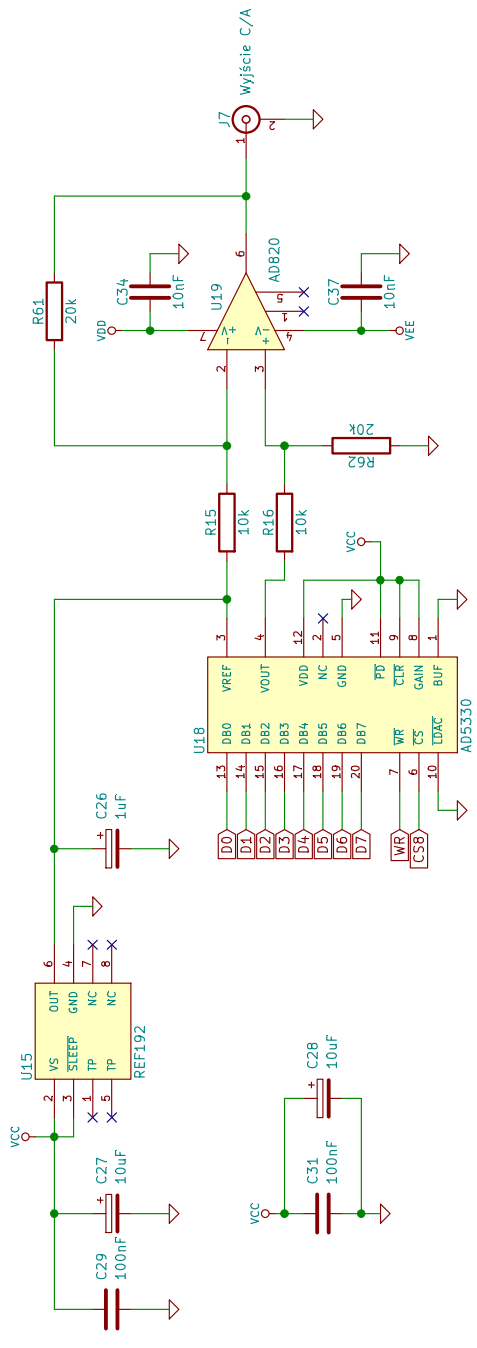 Wyjście C/A
J7
1
2
6
AD820
U19
C34
10nF
C37
10nF
R61
20k
VDD
VEE
7
V+
-
V-
+
4
5
1
2
3
R15
10k
R16
10k
R62
20k
VCC
3
4
12
2
5
11
9
8
1
VREF
VOUT
VDD
NC
GND
PD
CLR
GAIN
BUF
U18
AD5330
DB0
DB1
DB2
DB3
DB4
DB5
DB6
DB7
WR
CS
LDAC
13
14
15
16
17
18
19
20
7
6
10
D0
D1
D2
D3
D4
D5
D6
D7
WR
CS8
C26
1uF
+
6
4
7
8
OUT
GND
NC
NC
U15
REF192
VS
SLEEP
TP
TP
2
3
1
5
VCC
C27
10uF
+
C29
100nF
C28
10uF
+
C31
100nF
VCC